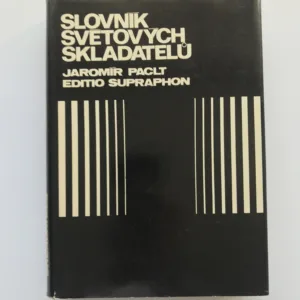 SLOVNÍK
SVĚTOVÝCH
SKLADATELŮ
JAROMÍR PACLT
EDITIO SUPRAPHON